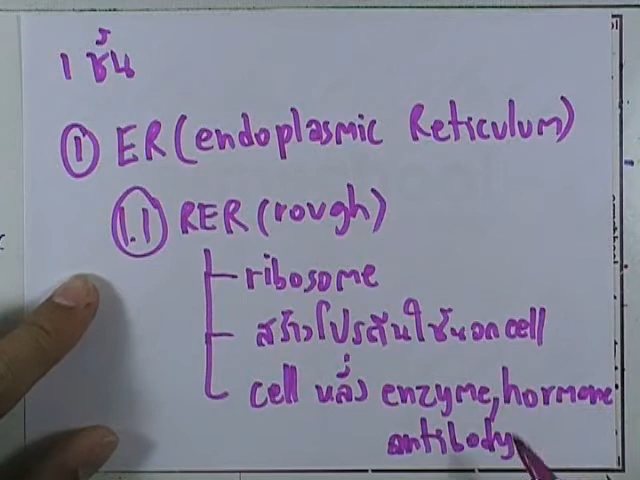 1 ชั้น
① ER (endoplasmic Reticulum)
1.1 RER (rough)
ribosome
สร้างโปรตีนใช้นอก cell
cell หลั่ง enzyme, hormone
antibody